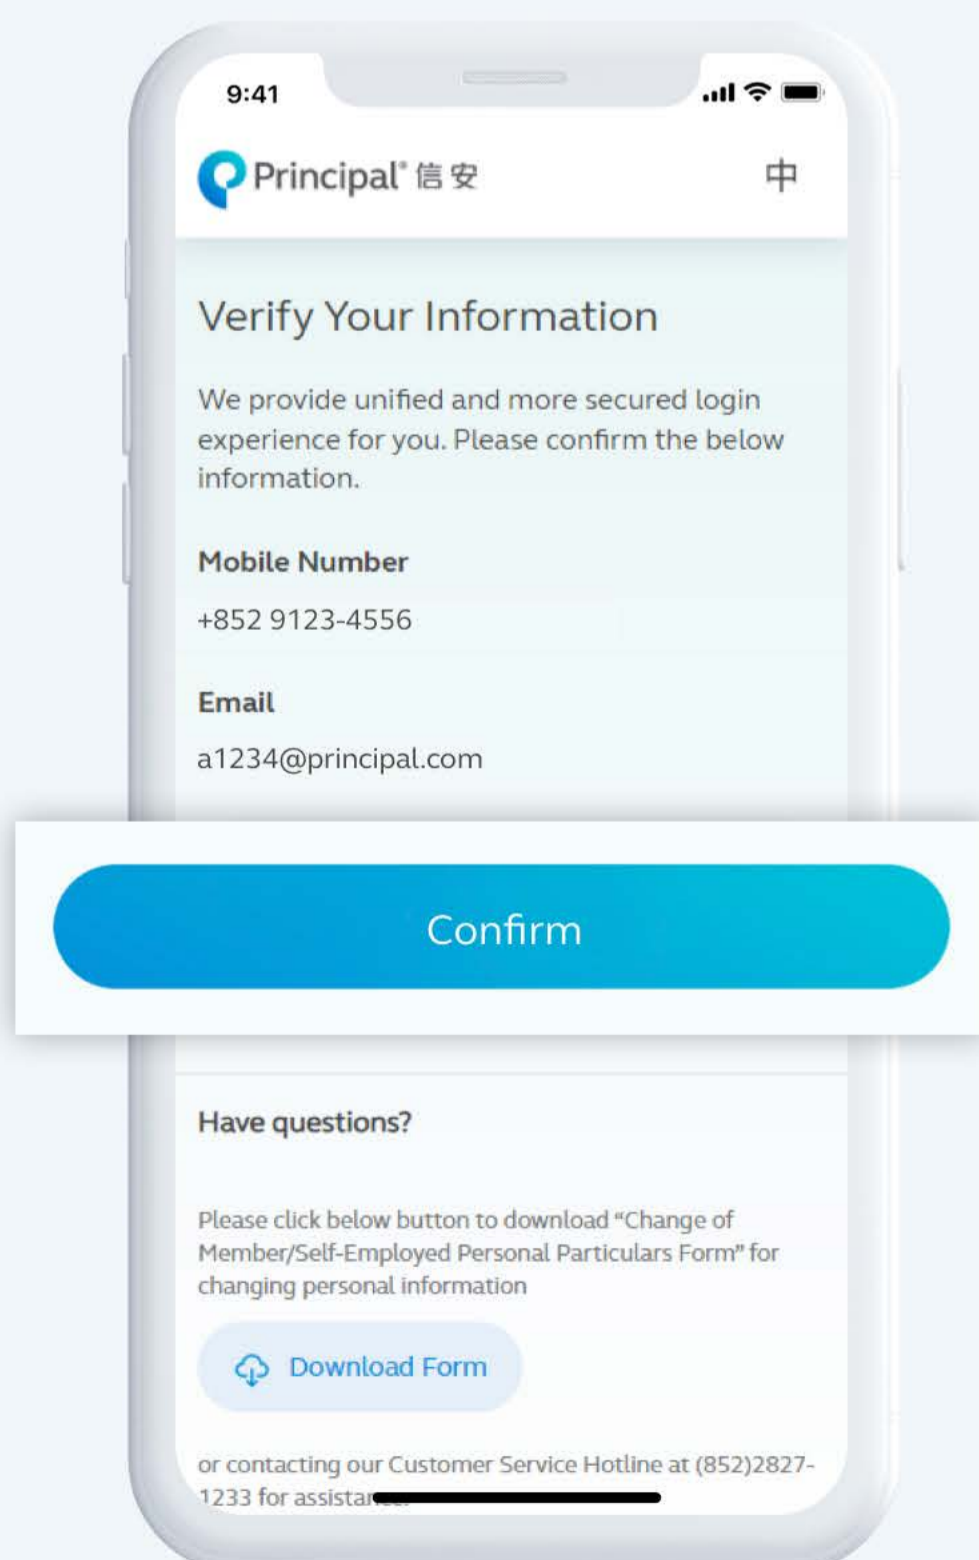 9:41
Principal® 信安
中
Verify Your Information
We provide unified and more secured login
experience for you. Please confirm the below
information.
Mobile Number
+852 9123-4556
Email
a1234@principal.com
Confirm
Have questions?
Please click below button to download “Change of
Member/Self-Employed Personal Particulars Form” for
changing personal information
Download Form
or contacting our Customer Service Hotline at (852)2827-
1233 for